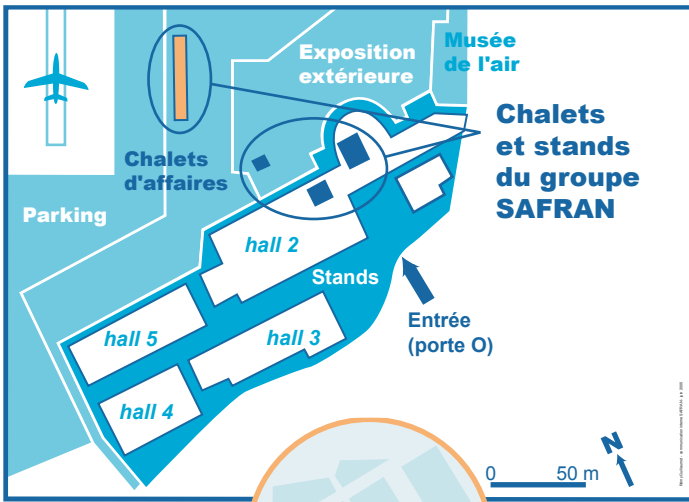 Exposition
extérieure
Musée
de l'air
Chalets
et stands
du groupe
SAFRAN
Chalets
d'affaires
Parking
hall 2
Stands
Entrée
(porte O)
hall 5
hall 3
hall 4
N
0 50 m